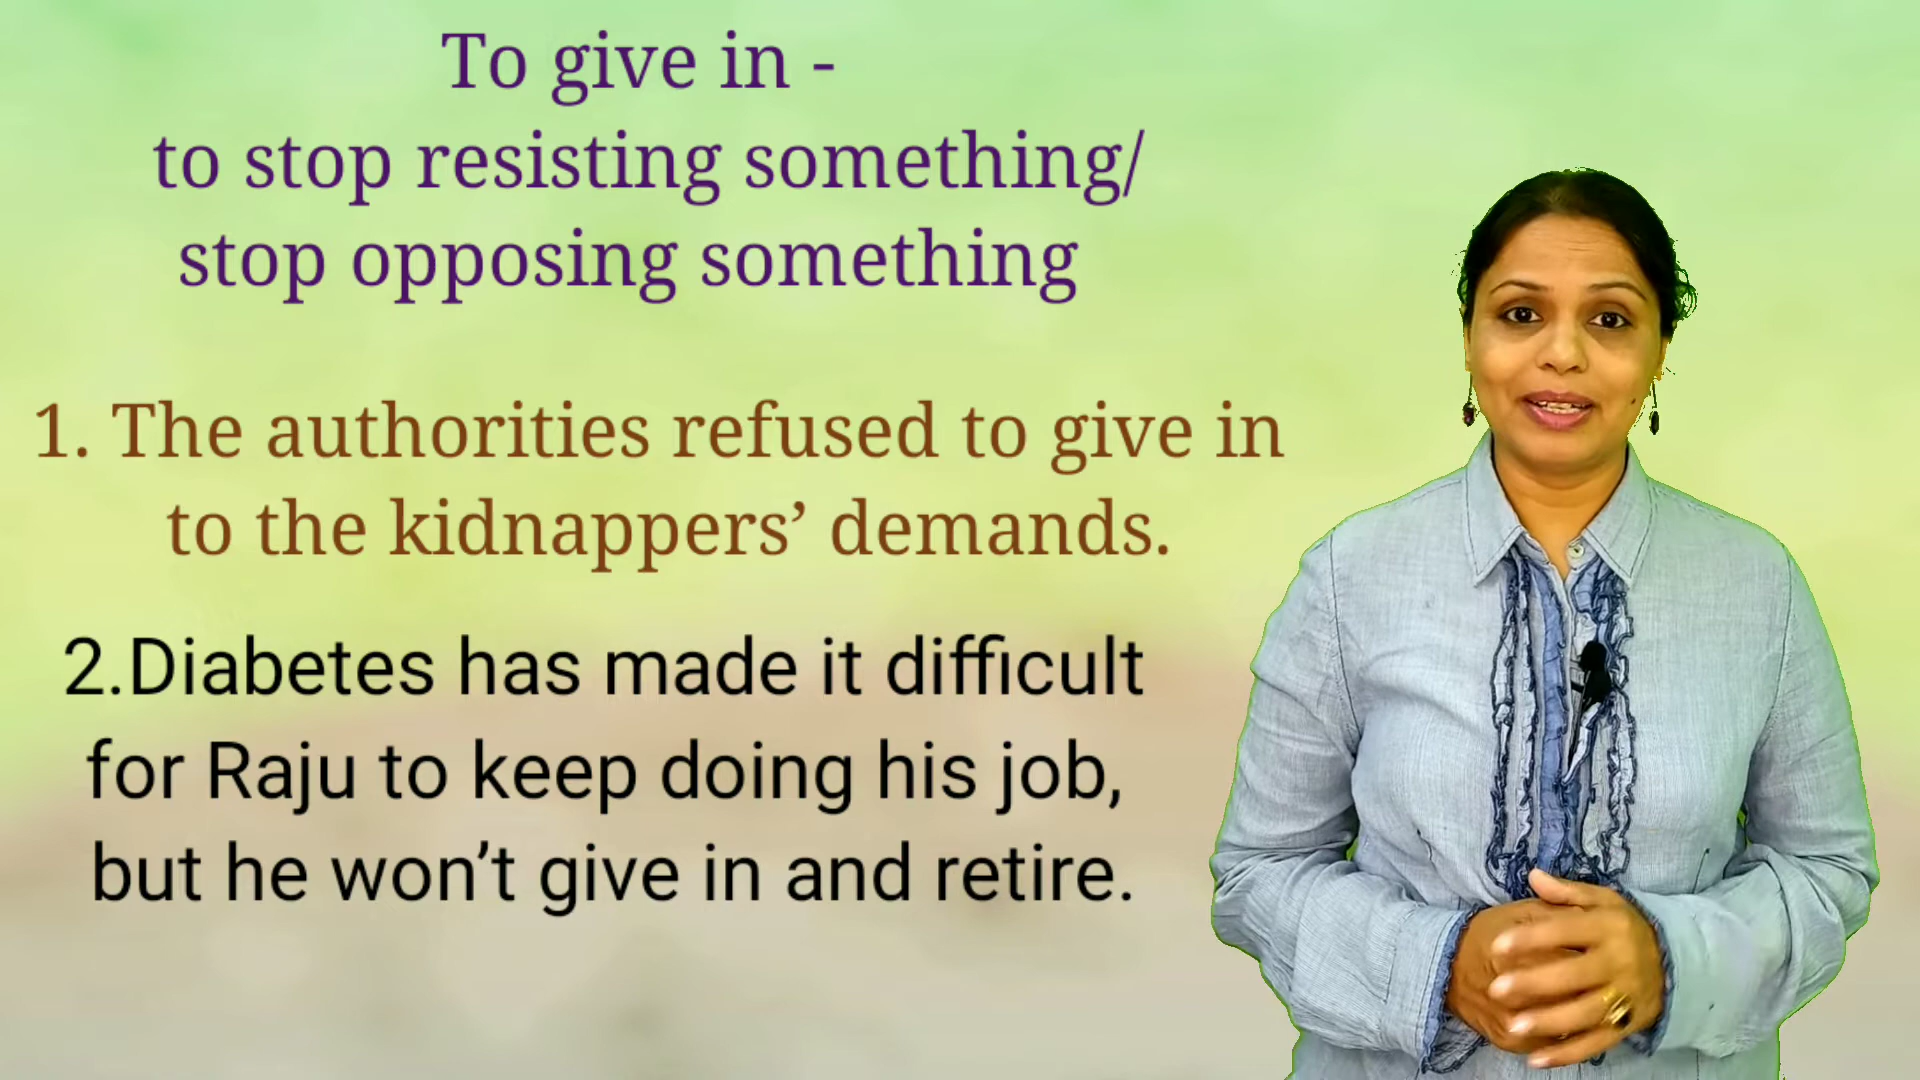 To give in -
to stop resisting something/
stop opposing something
1. The authorities refused to give in
to the kidnappers’ demands.
2.Diabetes has made it difficult
for Raju to keep doing his job,
but he won’t give in and retire.